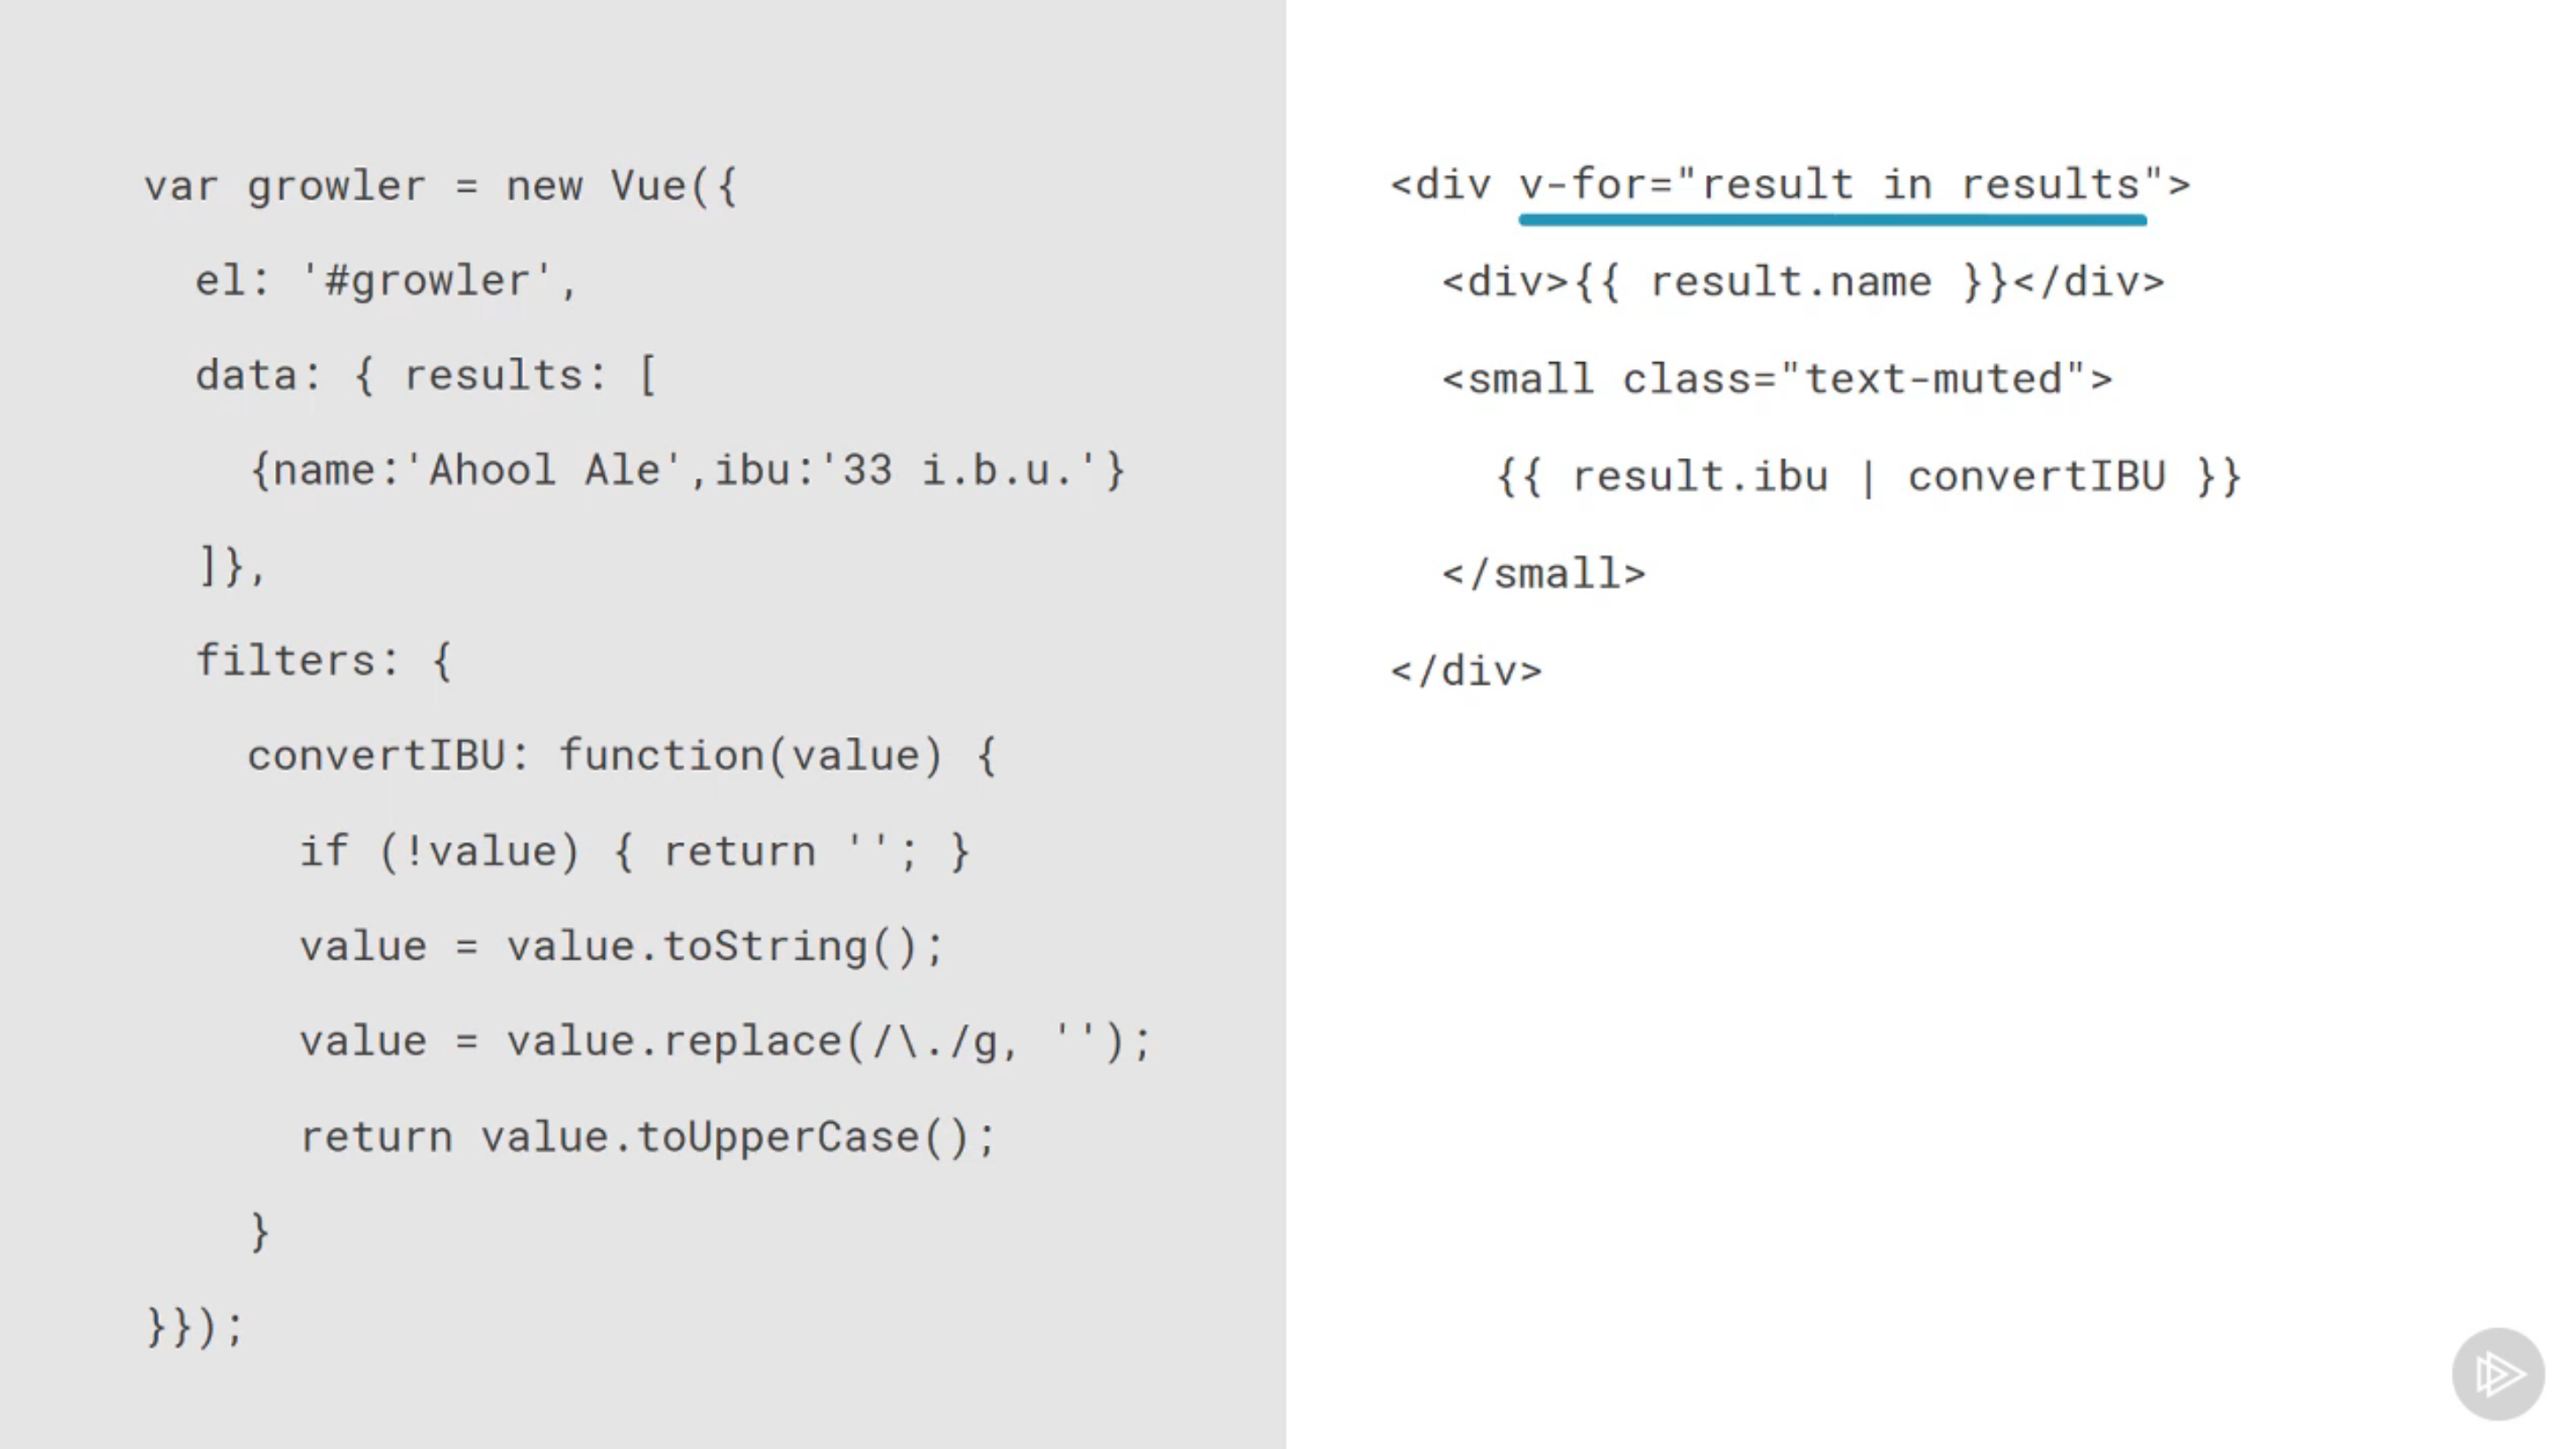 var growler = new Vue({
el: '#growler',
data: { results: [
{name:'Ahool Ale',ibu:'33 i.b.u.'}
]},
filters: {
convertIBU: function(value) {
if (!value) { return ''; }
value = value.toString();
value = value.replace(/\./g, '');
return value.toUpperCase();
}
}});
<div v-for="result in results">
<div>{{ result.name }}</div>
<small class="text-muted">
{{ result.ibu | convertIBU }}
</small>
</div>